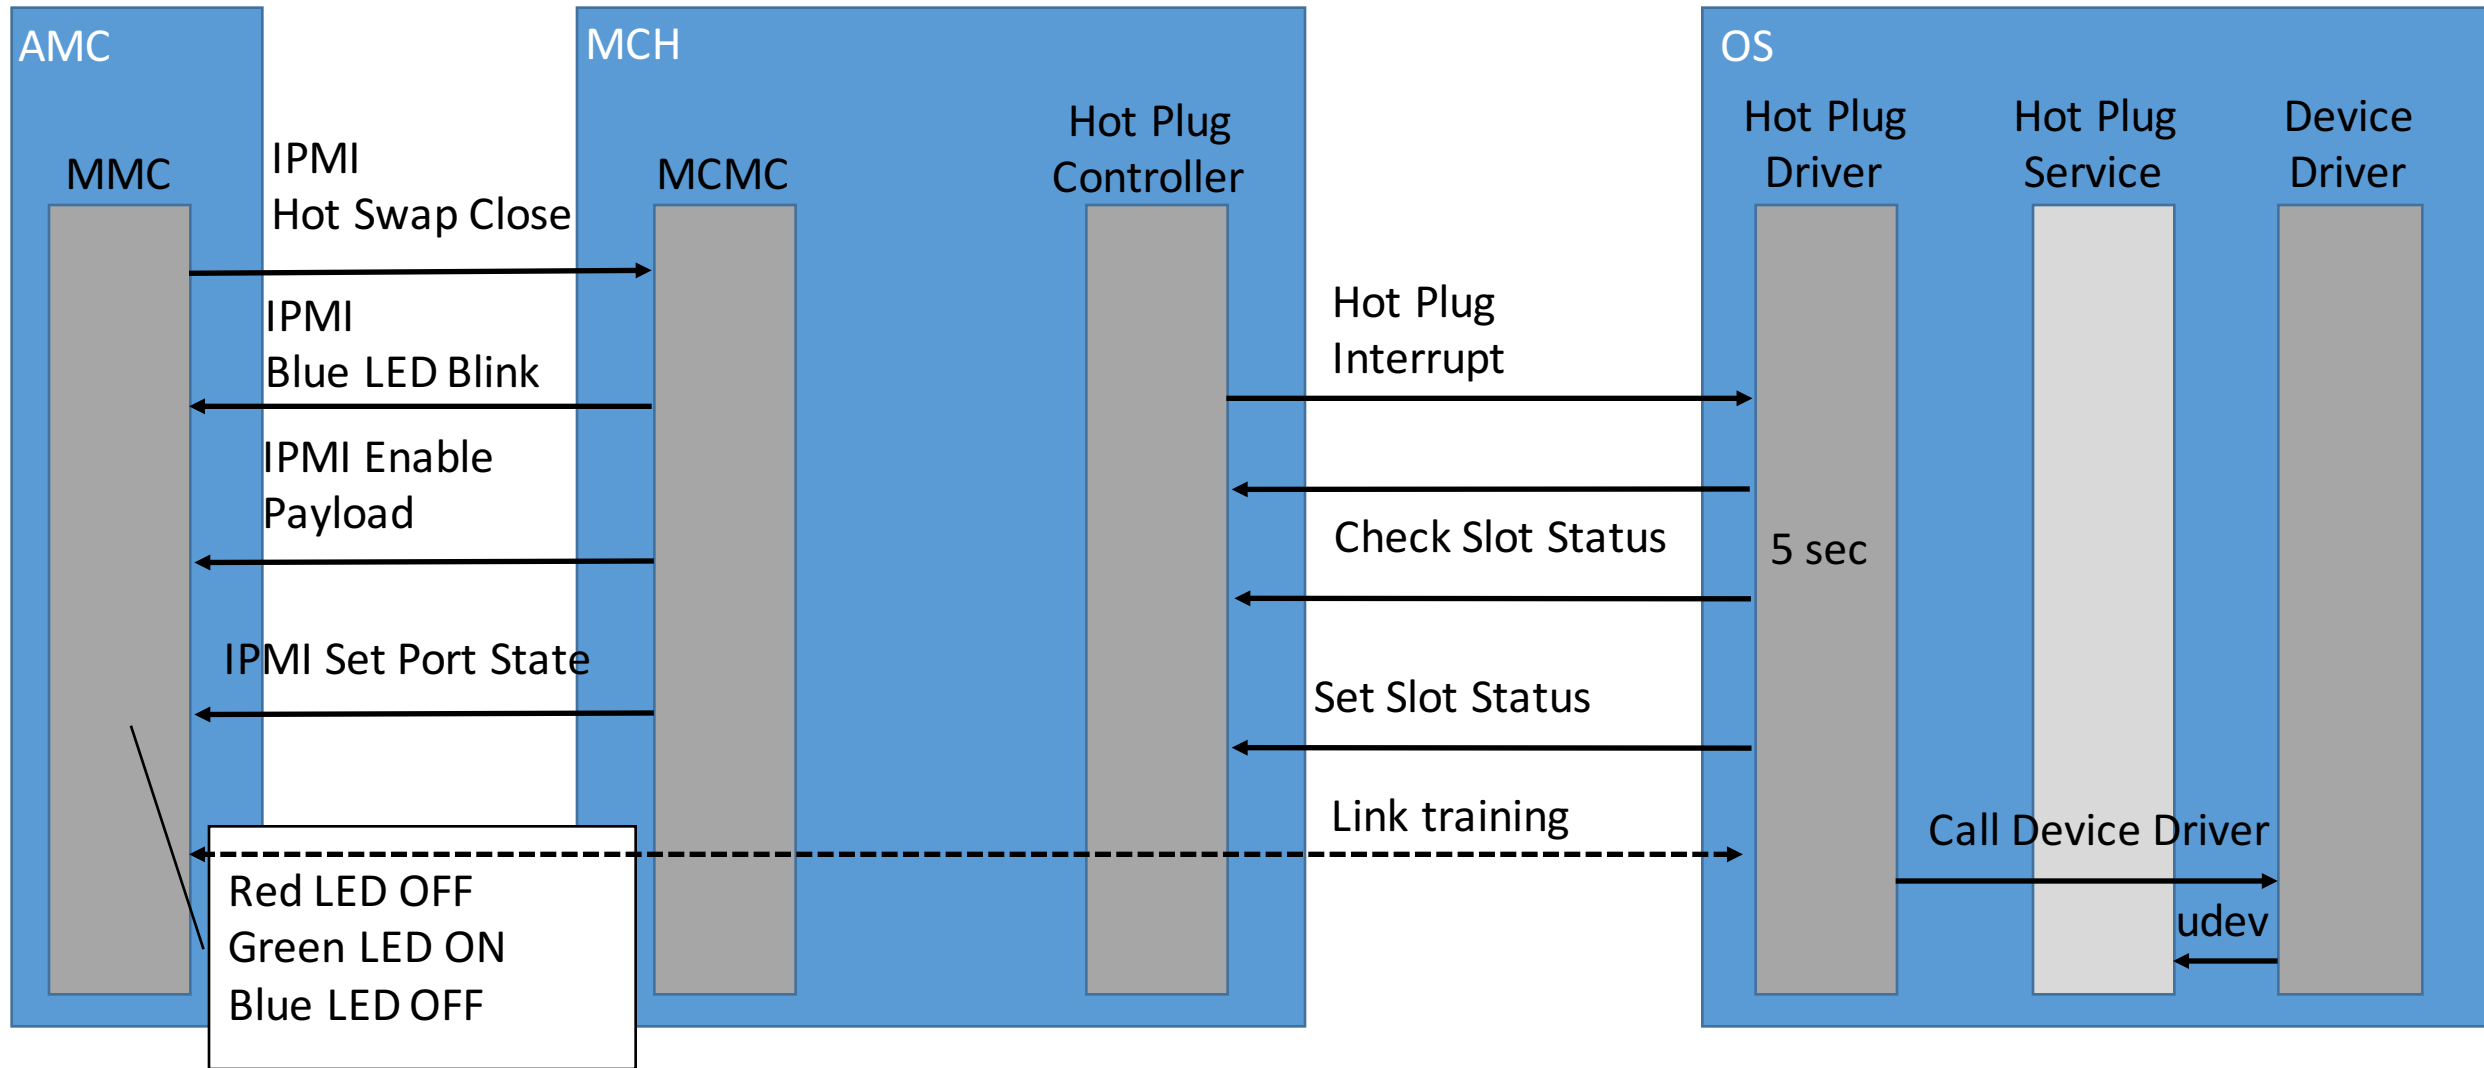 AMC
MCH
OS
MMC
MCMC
Hot Plug
Controller
Hot Plug
Driver
Hot Plug
Service
Device
Driver
IPMI
Hot Swap Close
IPMI
Blue LED Blink
IPMI Enable
Payload
IPMI Set Port State
Hot Plug
Interrupt
Check Slot Status
5 sec
Set Slot Status
Link training
Call Device Driver
udev
Red LED OFF
Green LED ON
Blue LED OFF